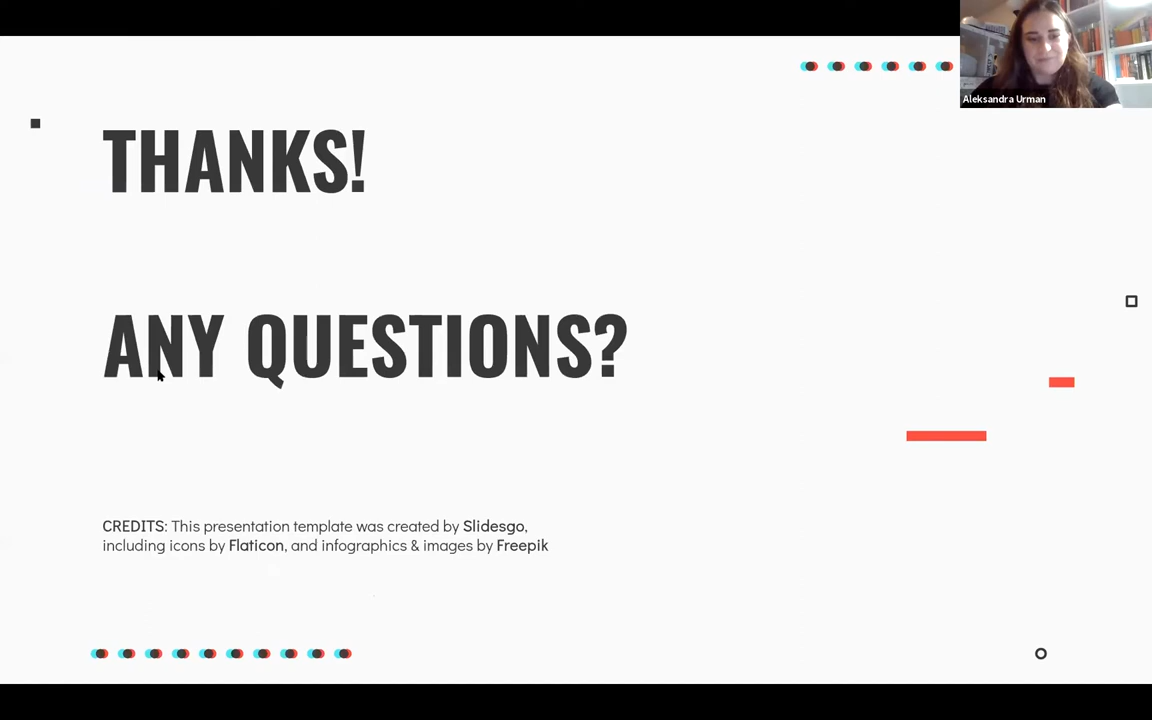 Aleksandra Urman
THANKS!
ANY QUESTIONS?
CREDITS: This presentation template was created by Slidesgo,
including icons by Flaticon, and infographics & images by Freepik